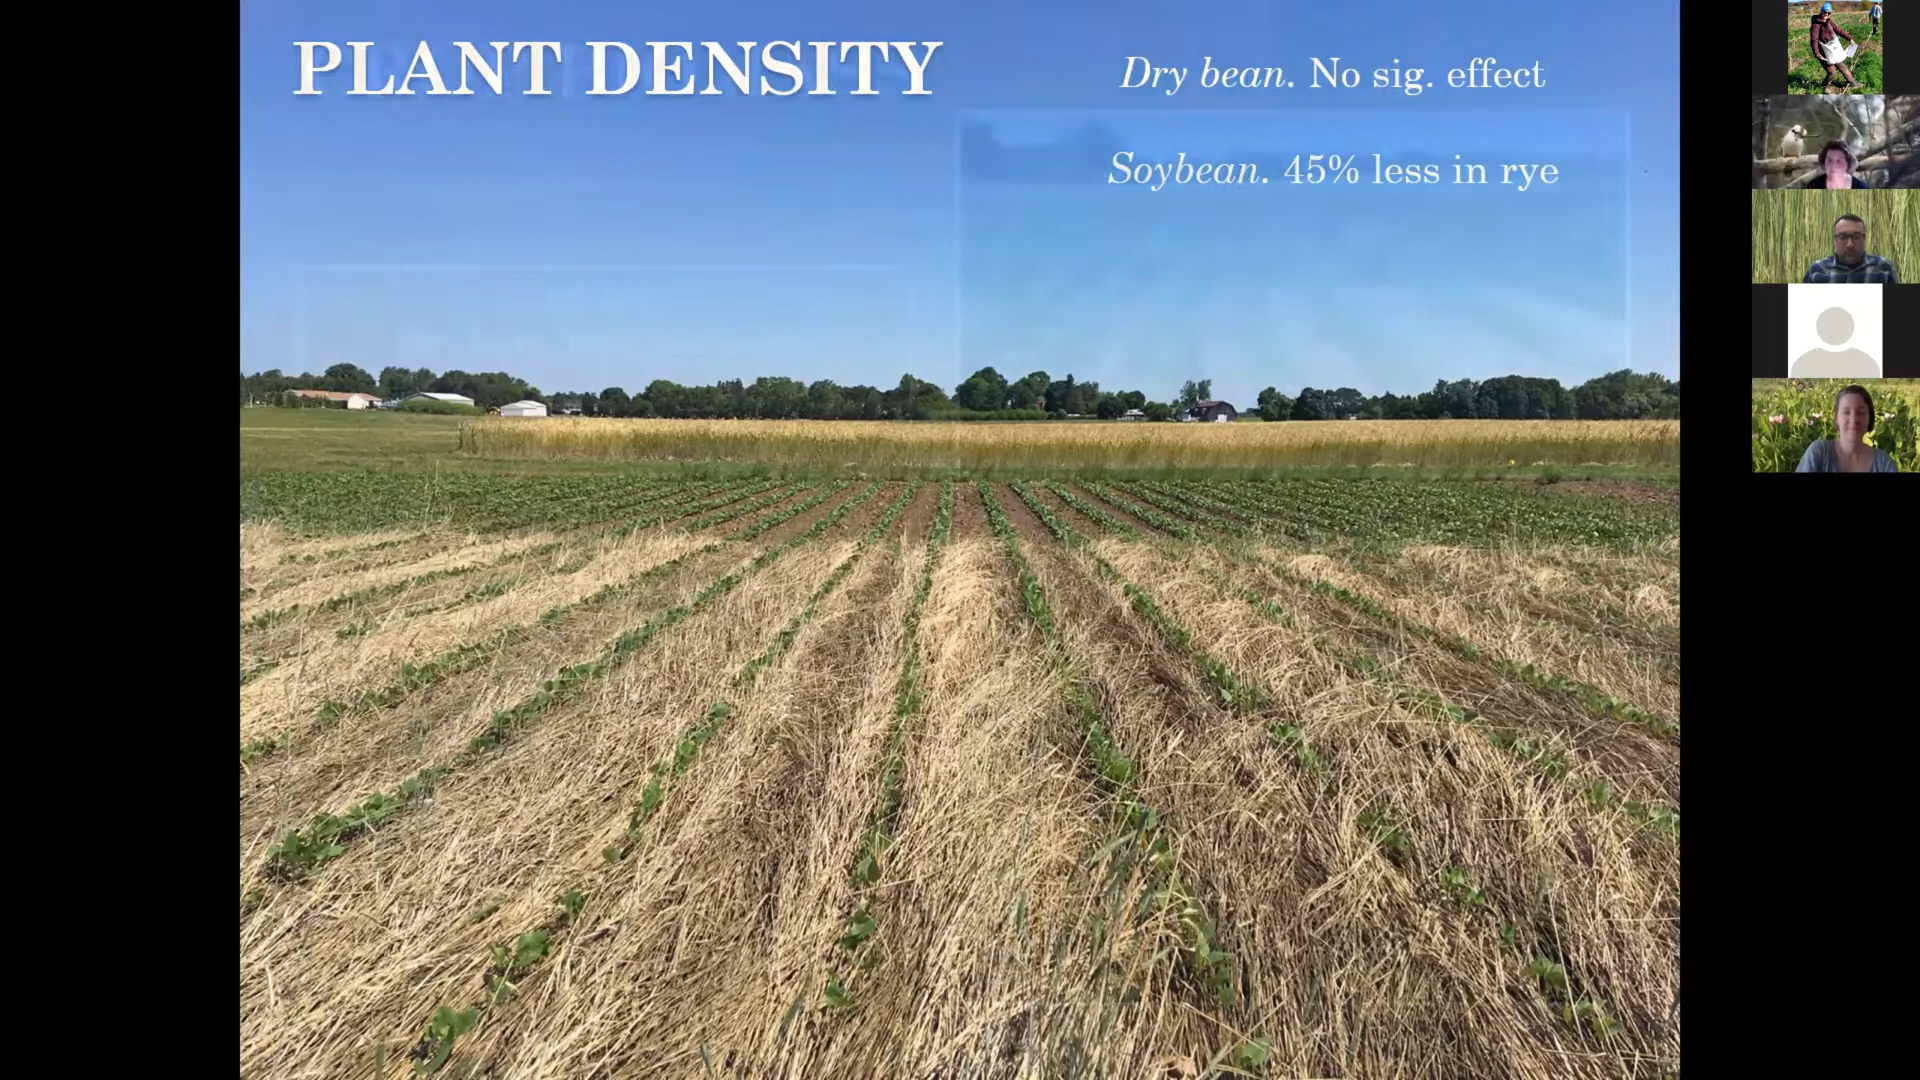 PLANT DENSITY
Dry bean. No sig. effect
Soybean. 45% less in rye